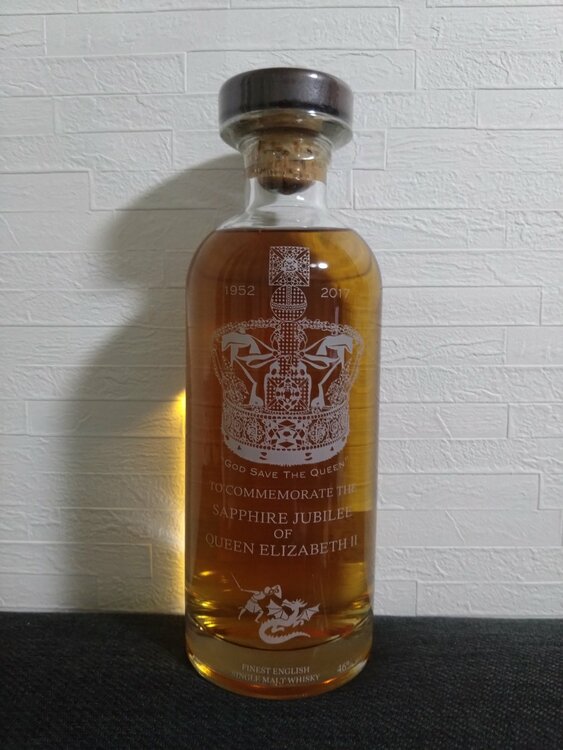 1952 2017
"GOD SAVE THE QUEEN"
TO COMMEMORATE THE
SAPPHIRE JUBILEE
OF
QUEEN ELIZABETH II
FINEST ENGLISH
SINGLE MALT WHISKY
46%